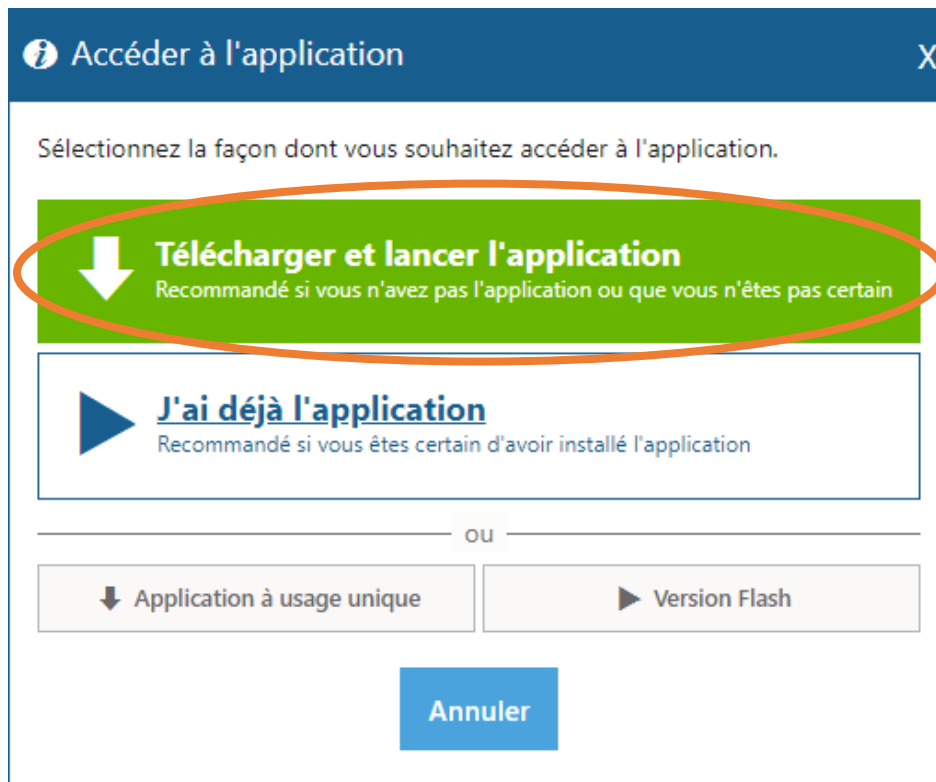 Accéder à l'application
X
Sélectionnez la façon dont vous souhaitez accéder à l'application.
Télécharger et lancer l'application
Recommandé si vous n'avez pas l'application ou que vous n'êtes pas certain
J'ai déjà l'application
Recommandé si vous êtes certain d'avoir installé l'application
ou
Application à usage unique
Version Flash
Annuler